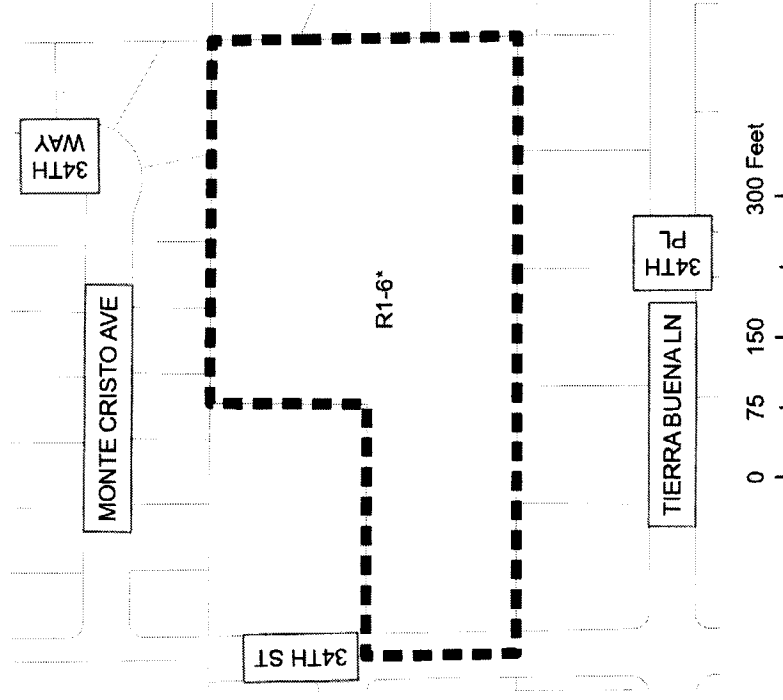 34TH
WAY
MONTE CRISTO AVE
R1-6*
34TH ST
34TH
PL
TIERRA BUENA LN
0 75 150 300 Feet